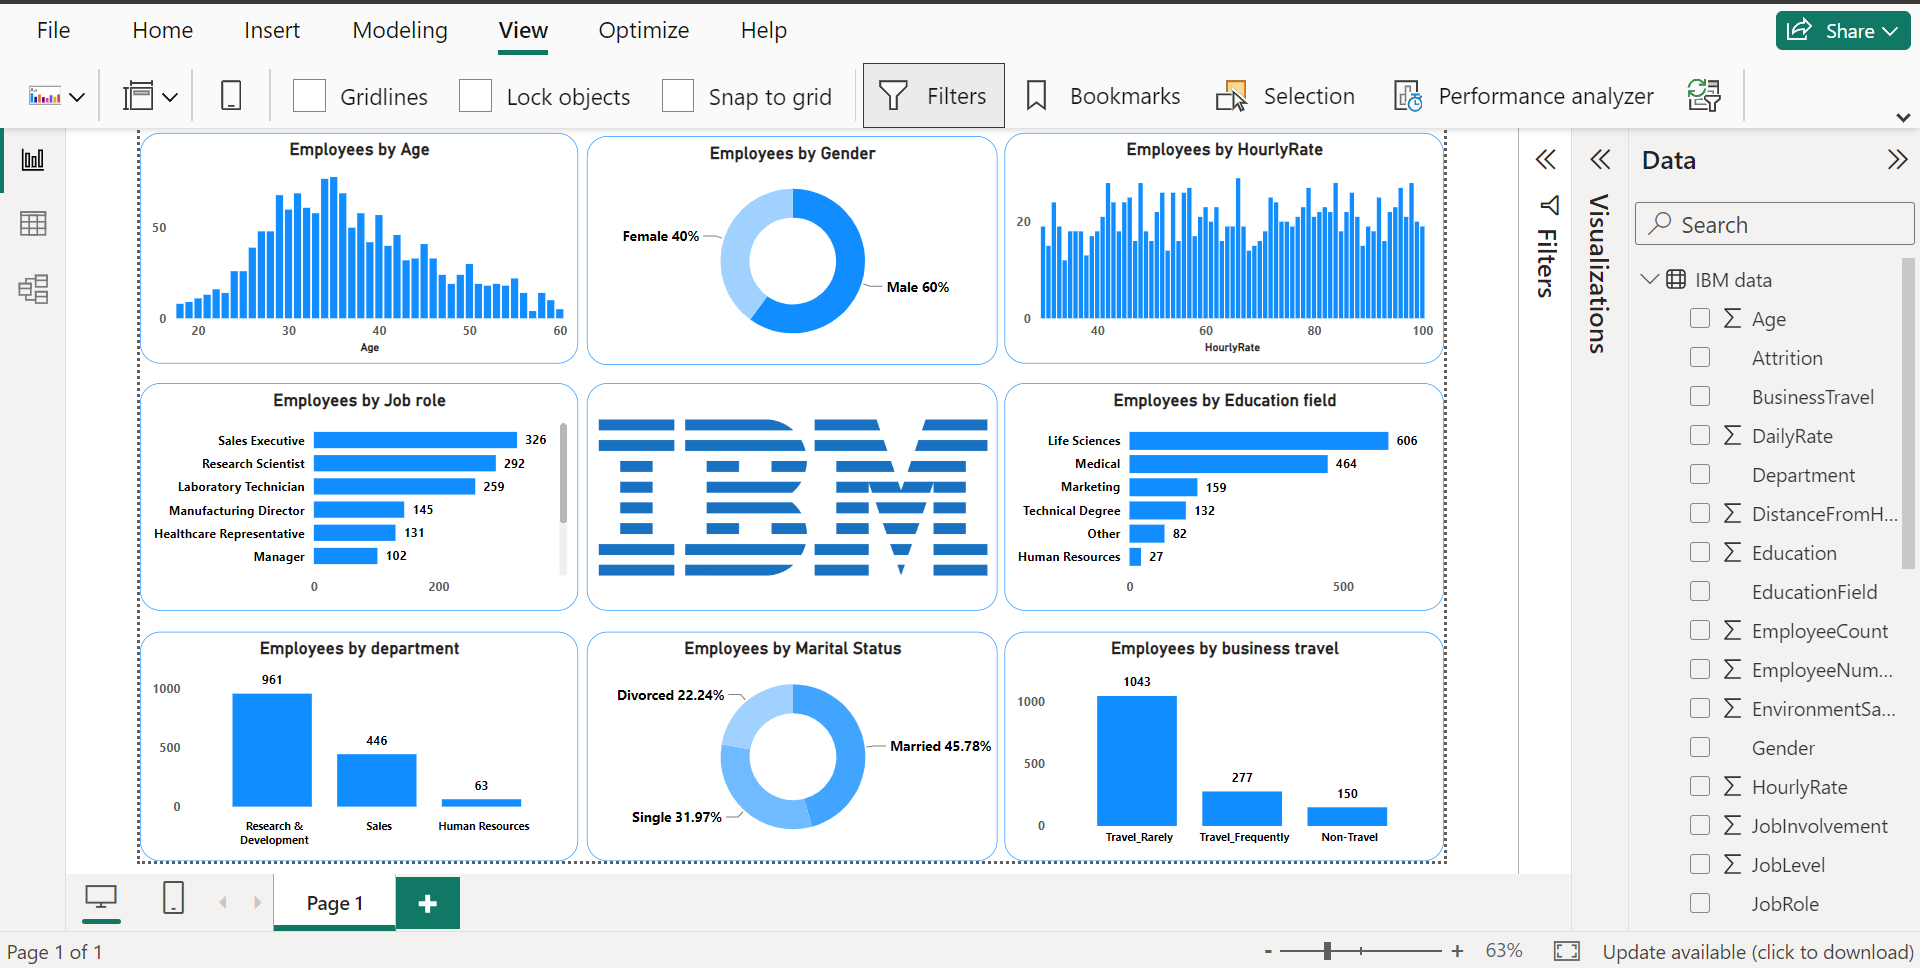 File Home Insert Modeling View Optimize Help Share
Gridlines Lock objects Snap to grid Filters Bookmarks Selection Performance analyzer
Employees by Age
50
0
20 30 40 50 60
Age
Employees by Gender
Female 40%
Male 60%
Employees by HourlyRate
20
0
40 60 80 100
HourlyRate
Employees by Job role
Sales Executive 326
Research Scientist 292
Laboratory Technician 259
Manufacturing Director 145
Healthcare Representative 131
Manager 102
0 200
IBM
Employees by Education field
Life Sciences 606
Medical 464
Marketing 159
Technical Degree 132
Other 82
Human Resources 27
0 500
Employees by department
1000
500
0
961
446
63
Research &
Development
Sales
Human Resources
Employees by Marital Status
Divorced 22.24%
Married 45.78%
Single 31.97%
Employees by business travel
1000
500
0
1043
277
150
Travel_Rarely Travel_Frequently Non-Travel
Filters
Visualizations
Data
Search
IBM data
Age
Attrition
BusinessTravel
DailyRate
Department
DistanceFromH...
Education
EducationField
EmployeeCount
EmployeeNum...
EnvironmentSa...
Gender
HourlyRate
JobInvolvement
JobLevel
JobRole
Page 1
Page 1 of 1
- + 63% Update available (click to download)